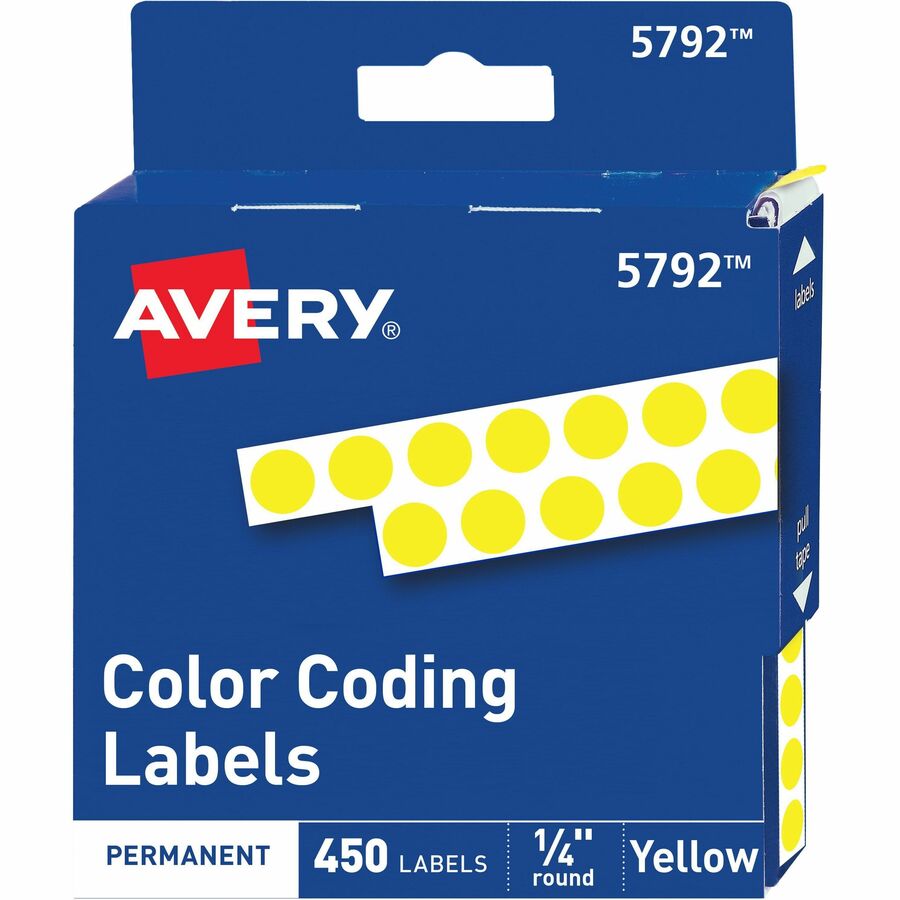 5792™
5792™
AVERY®
labels
pull
tape
Color Coding
Labels
PERMANENT
450 LABELS
1/4"
round
Yellow